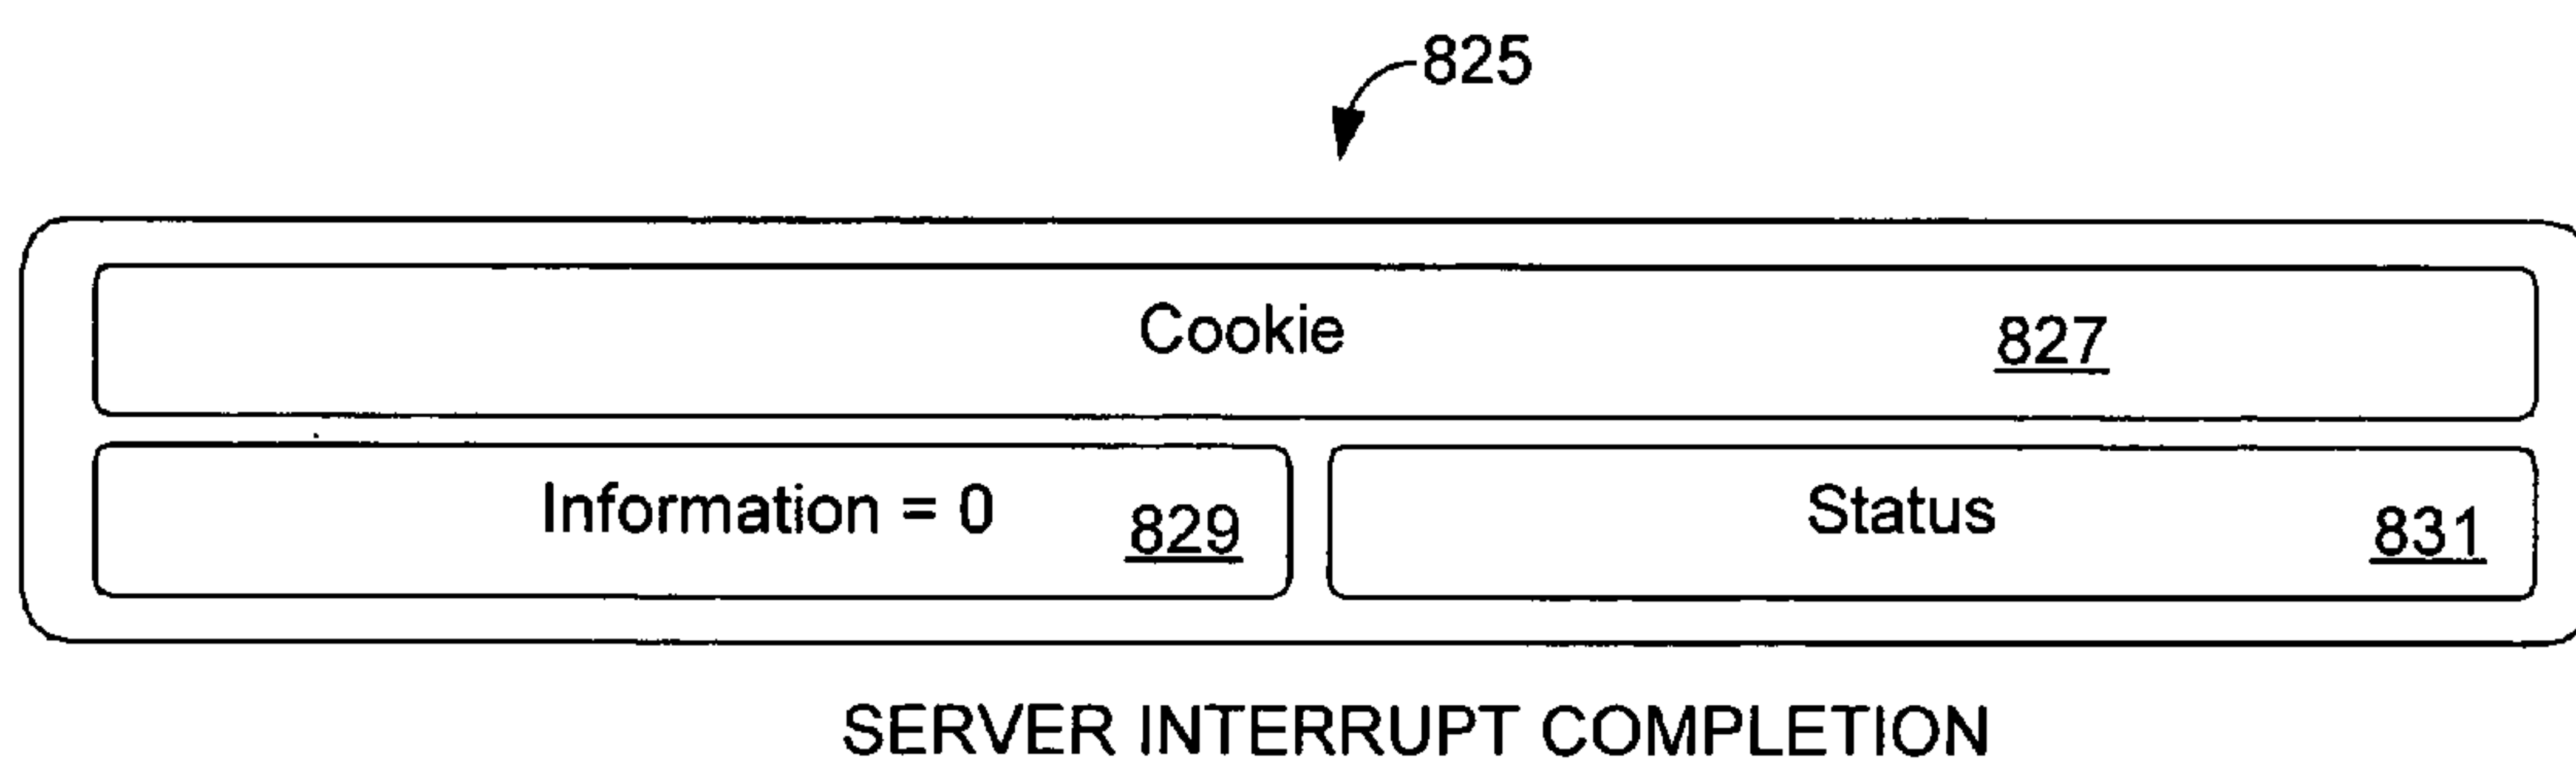 825
Cookie 827
Information = 0 829 Status 831
SERVER INTERRUPT COMPLETION